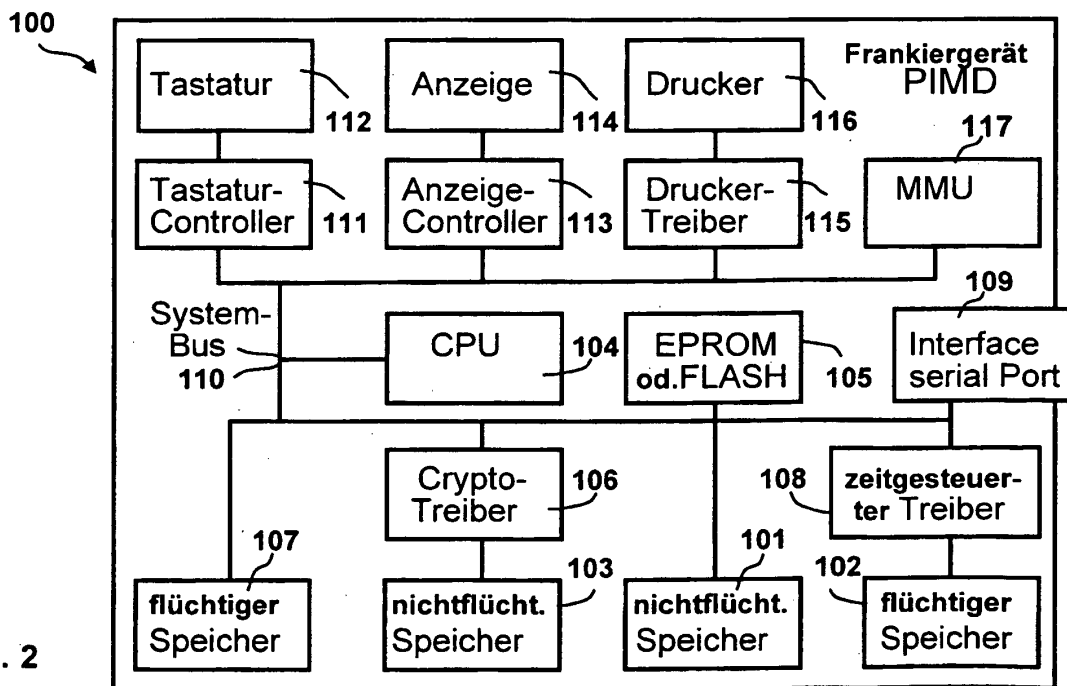 100
Tastatur
112
Anzeige
114
Drucker
116
Frankiergerät
PIMD
117
Tastatur-
Controller
111
Anzeige-
Controller
113
Drucker-
Treiber
115
MMU
System-
Bus
110
CPU
104
EPROM
od.FLASH
105
109
Interface
serial Port
Crypto-
Treiber
106
108
zeitgesteuer-
ter Treiber
107
flüchtiger
Speicher
103
nichtflücht.
Speicher
101
nichtflücht.
Speicher
102
flüchtiger
Speicher
. 2